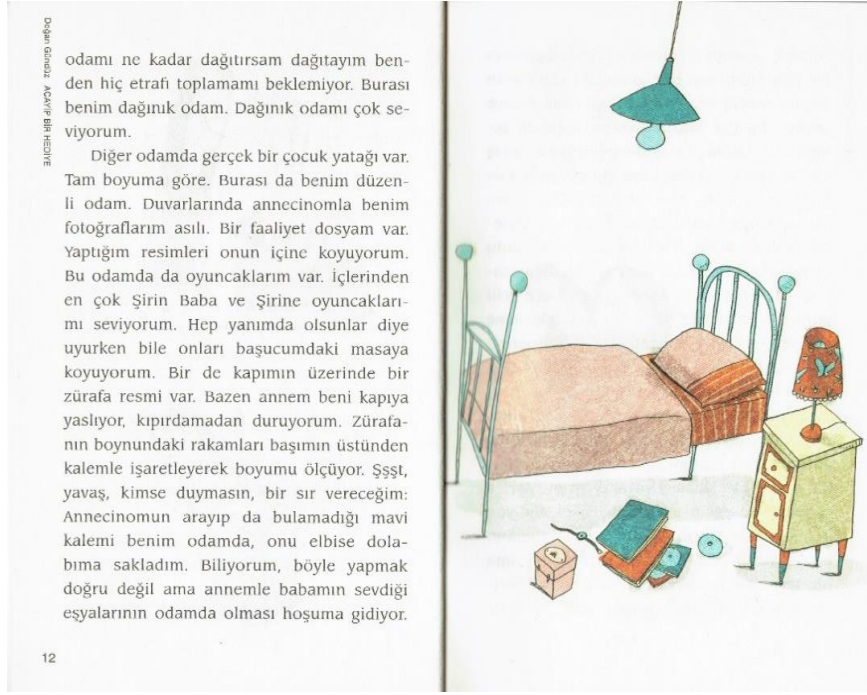 Doğan Gündüz ACAYİP BİR HEDİYE
odamı ne kadar dağıtırsam dağıtayım ben-
den hiç etrafı toplamamı beklemiyor. Burası
benim dağınık odam. Dağınık odamı çok se-
viyorum.
Diğer odamda gerçek bir çocuk yatağı var.
Tam boyuma göre. Burası da benim düzen-
li odam. Duvarlarında annecinomla benim
fotoğraflarım asılı. Bir faaliyet dosyam var.
Yaptığım resimleri onun içine koyuyorum.
Bu odamda da oyuncaklarım var. İçlerinden
en çok Şirin Baba ve Şirine oyuncakları-
mı seviyorum. Hep yanımda olsunlar diye
uyurken bile onları başucumdaki masaya
koyuyorum. Bir de kapımın üzerinde bir
zürafa resmi var. Bazen annem beni kapıya
yaslıyor, kıpırdamadan duruyorum. Zürafa-
nın boynundaki rakamları başımın üstünden
kalemle işaretleyerek boyumu ölçüyor. Şşşt,
yavaş, kimse duymasın, bir sır vereceğim:
Annecinomun arayıp da bulamadığı mavi
kalemi benim odamda, onu elbise dola-
bıma sakladım. Biliyorum, böyle yapmak
doğru değil ama annemle babamın sevdiği
eşyalarının odamda olması hoşuma gidiyor.
12